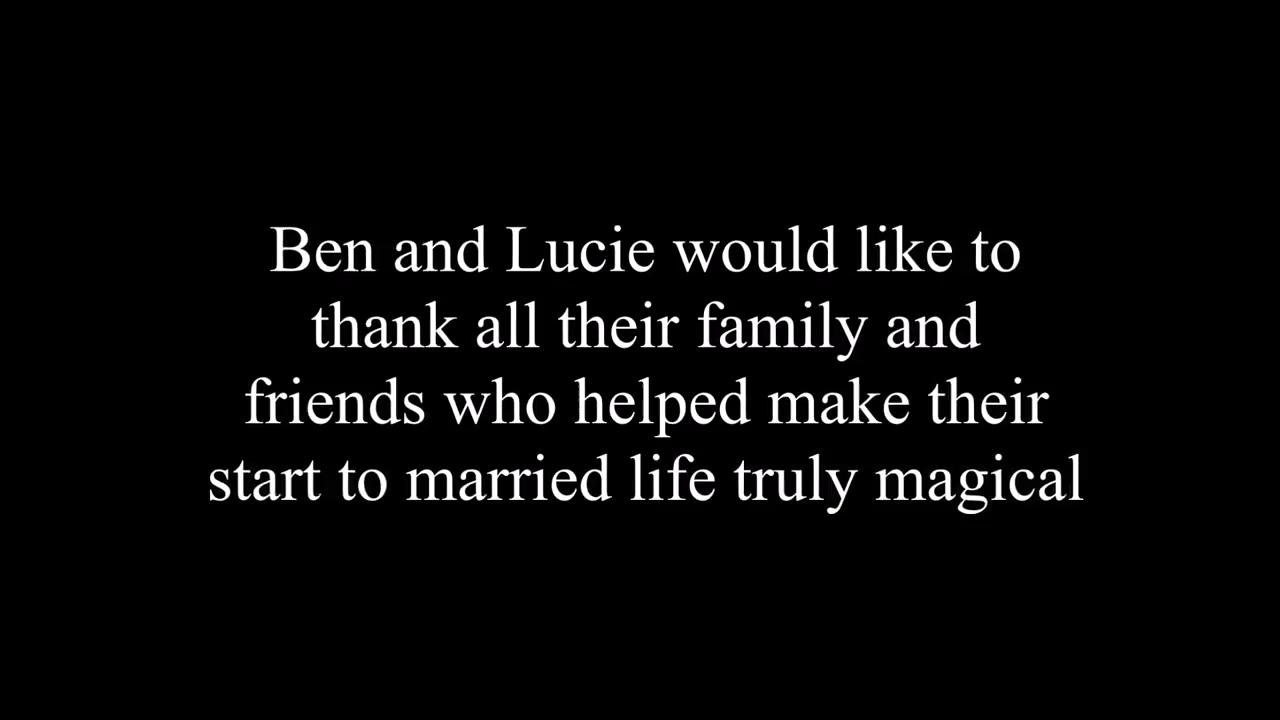 Ben and Lucie would like to
thank all their family and
friends who helped make their
start to married life truly magical